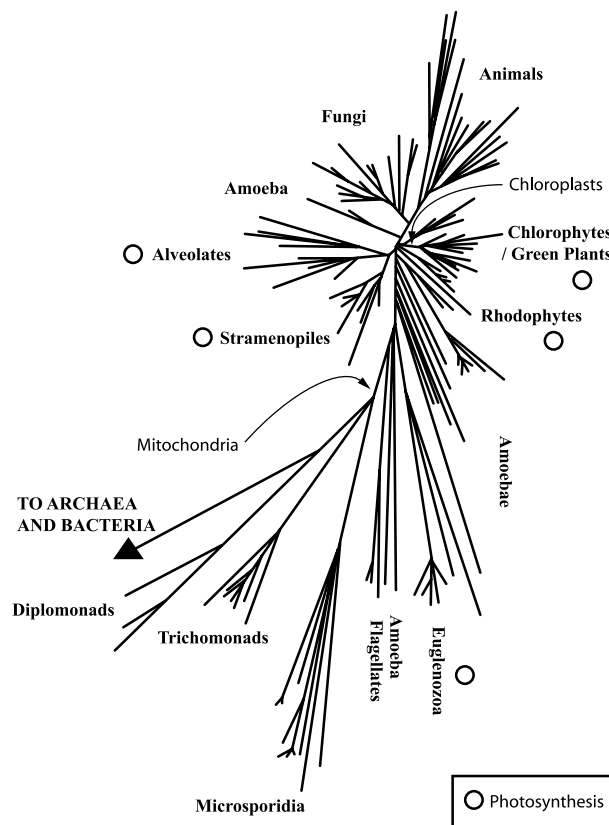 Animals
Fungi
Chloroplasts
Amoeba
Chlorophytes
/ Green Plants
Alveolates
Rhodophytes
Stramenopiles
Mitochondria
Amoebae
TO ARCHAEA
AND BACTERIA
Diplomonads
Trichomonads
Amoeba
Flagellates
Euglenozoa
Microsporidia
Photosynthesis